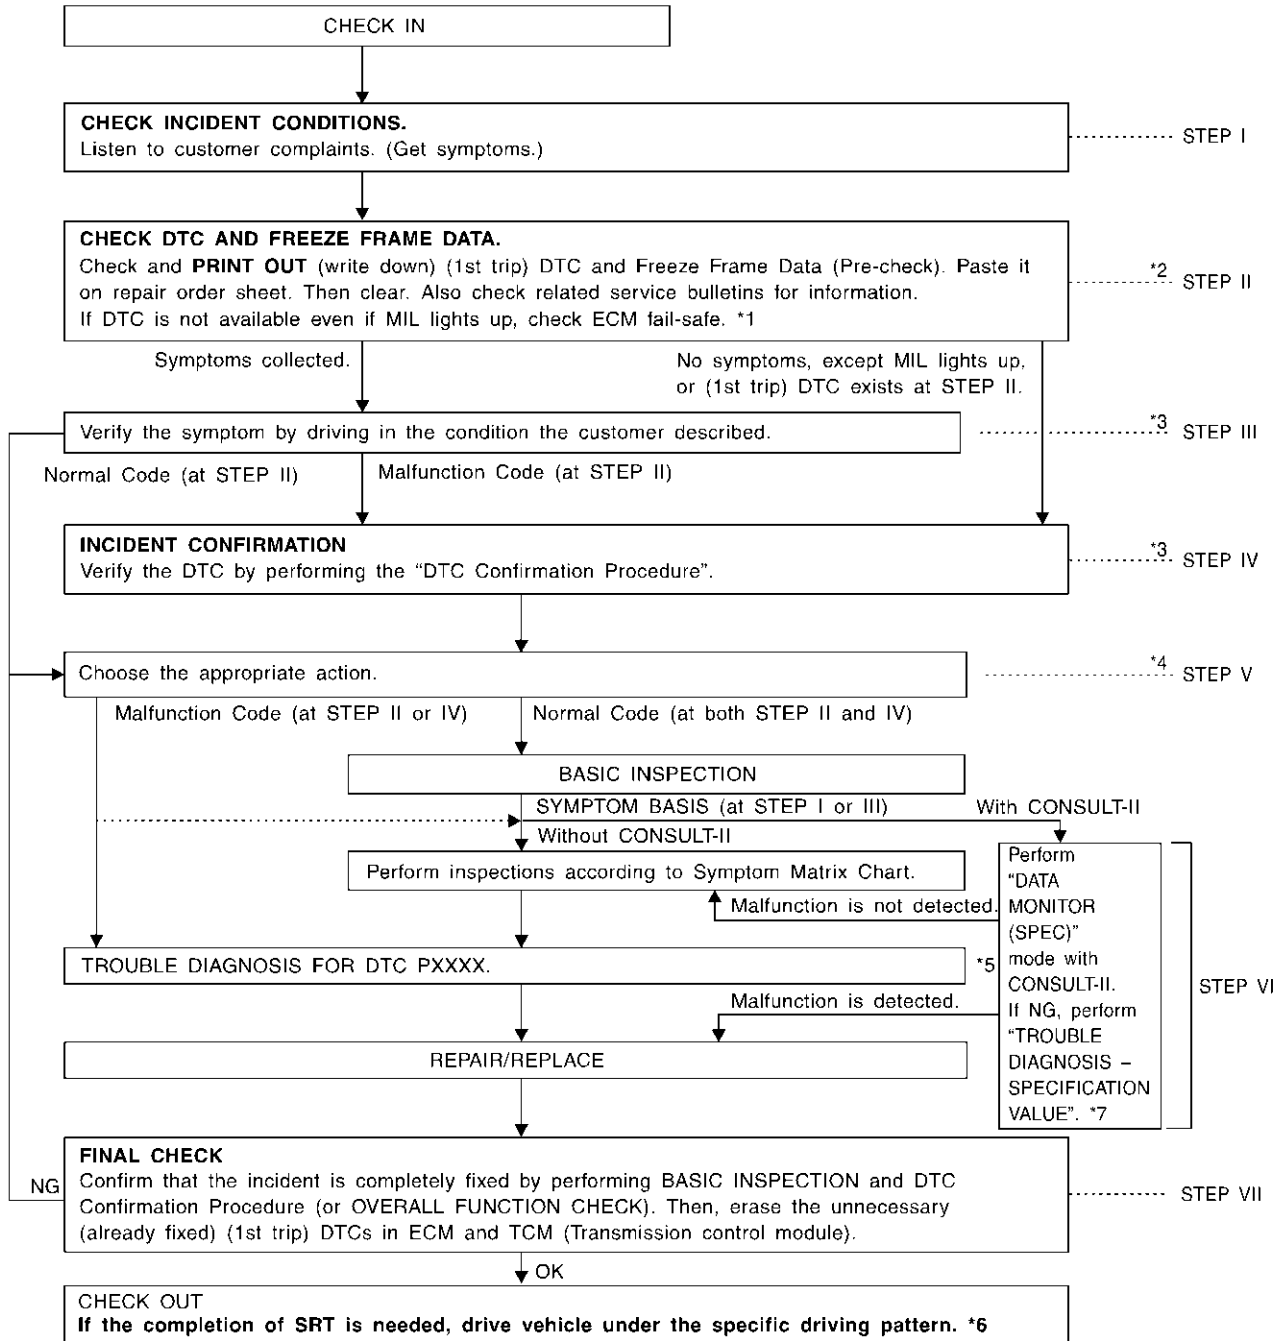 CHECK IN
CHECK INCIDENT CONDITIONS.
Listen to customer complaints. (Get symptoms.)
STEP I
CHECK DTC AND FREEZE FRAME DATA.
Check and PRINT OUT (write down) (1st trip) DTC and Freeze Frame Data (Pre-check). Paste it
on repair order sheet. Then clear. Also check related service bulletins for information.
If DTC is not available even if MIL lights up, check ECM fail-safe. *1
*2
STEP II
Symptoms collected.
No symptoms, except MIL lights up,
or (1st trip) DTC exists at STEP II.
Verify the symptom by driving in the condition the customer described.
*3
STEP III
Normal Code (at STEP II)
Malfunction Code (at STEP II)
INCIDENT CONFIRMATION
Verify the DTC by performing the “DTC Confirmation Procedure”.
*3
STEP IV
Choose the appropriate action.
*4
STEP V
Malfunction Code (at STEP II or IV)
Normal Code (at both STEP II and IV)
BASIC INSPECTION
SYMPTOM BASIS (at STEP I or III)
With CONSULT-II
Without CONSULT-II
Perform inspections according to Symptom Matrix Chart.
Malfunction is not detected.
Perform
“DATA
MONITOR
(SPEC)”
mode with
CONSULT-II.
If NG, perform
“TROUBLE
DIAGNOSIS –
SPECIFICATION
VALUE”. *7
STEP VI
TROUBLE DIAGNOSIS FOR DTC PXXXX.
*5
Malfunction is detected.
REPAIR/REPLACE
FINAL CHECK
Confirm that the incident is completely fixed by performing BASIC INSPECTION and DTC
Confirmation Procedure (or OVERALL FUNCTION CHECK). Then, erase the unnecessary
(already fixed) (1st trip) DTCs in ECM and TCM (Transmission control module).
NG
STEP VII
OK
CHECK OUT
If the completion of SRT is needed, drive vehicle under the specific driving pattern. *6